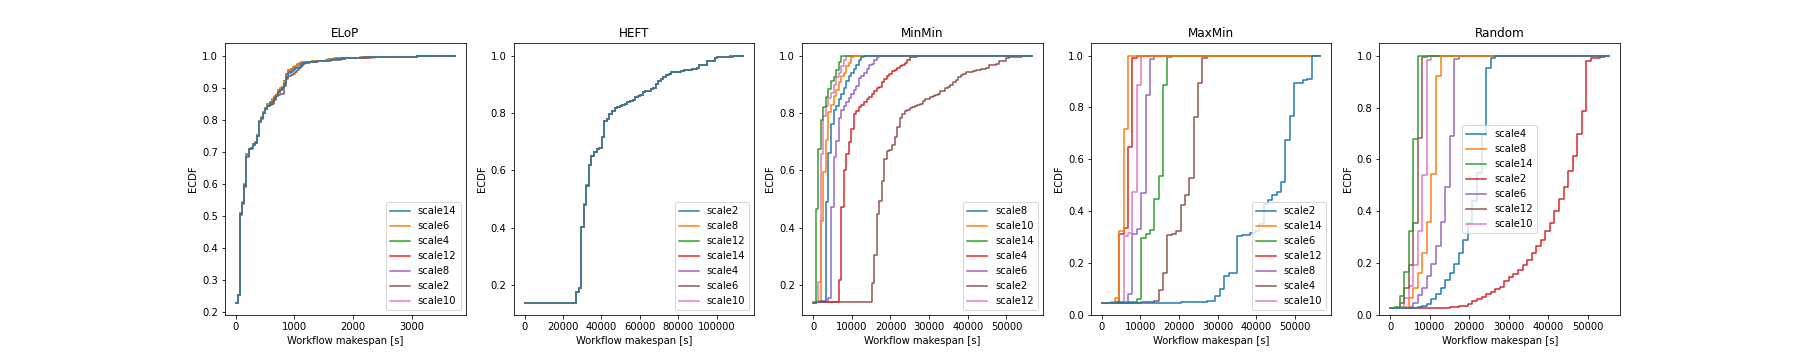 ELoP
ECDF
1.0
0.9
0.8
0.7
0.6
0.5
0.4
0.3
0.2
0
1000
2000
3000
Workflow makespan [s]
scale14
scale6
scale4
scale12
scale8
scale2
scale10
HEFT
ECDF
1.0
0.8
0.6
0.4
0.2
0
20000
40000
60000
80000
100000
Workflow makespan [s]
scale2
scale8
scale12
scale14
scale4
scale6
scale10
MinMin
ECDF
1.0
0.8
0.6
0.4
0.2
0
10000
20000
30000
40000
50000
Workflow makespan [s]
scale8
scale10
scale14
scale4
scale6
scale2
scale12
MaxMin
ECDF
1.0
0.8
0.6
0.4
0.2
0.0
0
10000
20000
30000
40000
50000
Workflow makespan [s]
scale2
scale14
scale6
scale12
scale8
scale4
scale10
Random
ECDF
1.0
0.8
0.6
0.4
0.2
0.0
0
10000
20000
30000
40000
50000
Workflow makespan [s]
scale4
scale8
scale14
scale2
scale6
scale12
scale10